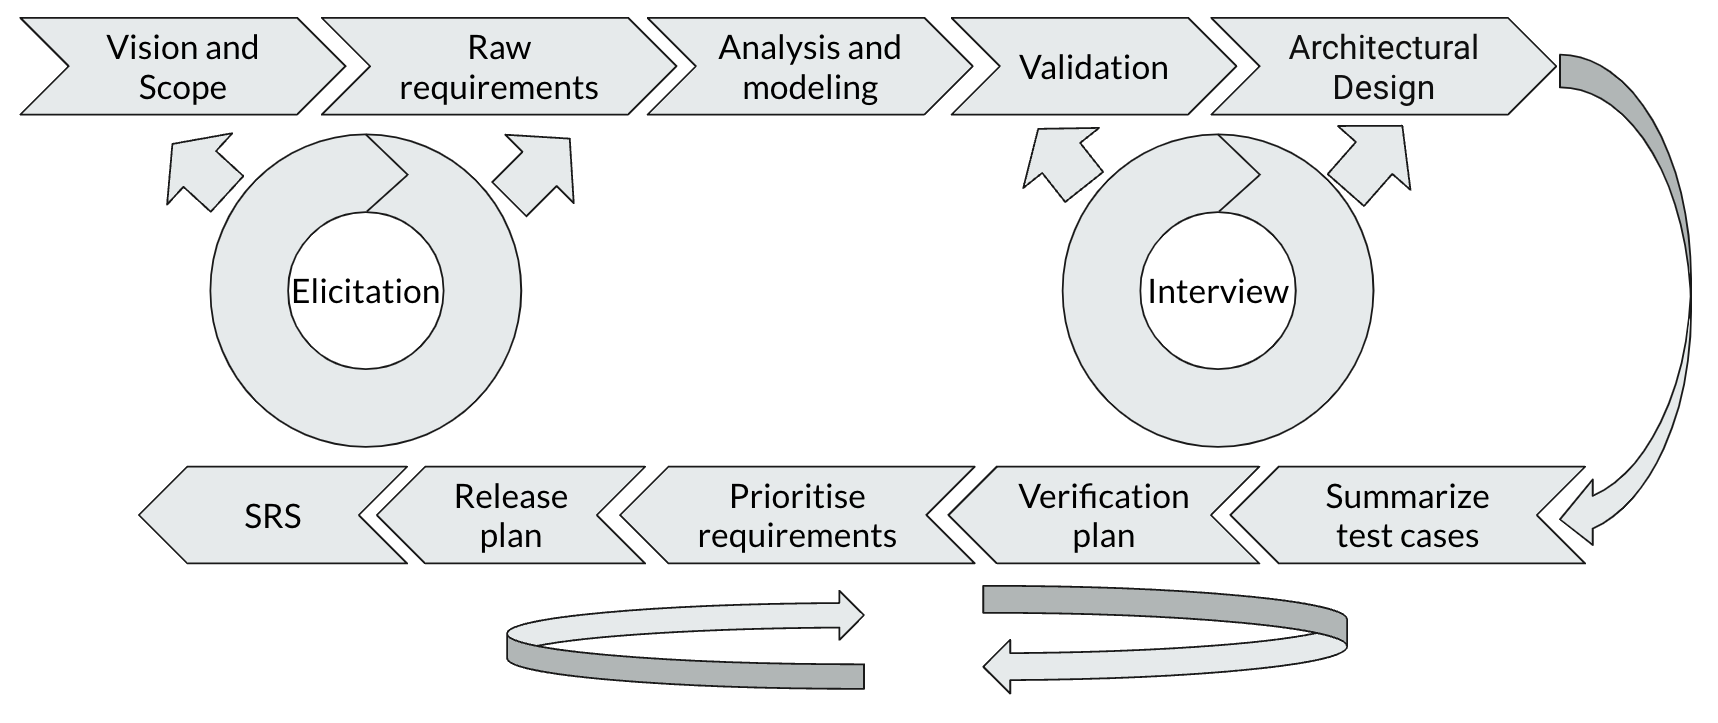 Vision and
Scope
Raw
requirements
Analysis and
modeling
Validation
Architectural
Design
Elicitation
Interview
SRS
Release
plan
Prioritise
requirements
Verification
plan
Summarize
test cases